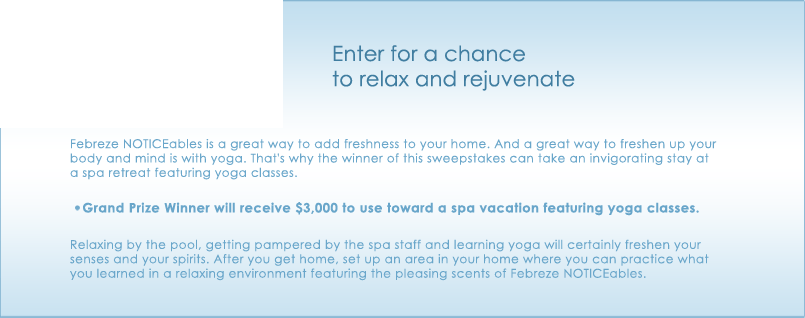 Enter for a chance
to relax and rejuvenate
Febreze NOTICEables is a great way to add freshness to your home. And a great way to freshen up your
body and mind is with yoga. That's why the winner of this sweepstakes can take an invigorating stay at
a spa retreat featuring yoga classes.
•Grand Prize Winner will receive $3,000 to use toward a spa vacation featuring yoga classes.
Relaxing by the pool, getting pampered by the spa staff and learning yoga will certainly freshen your
senses and your spirits. After you get home, set up an area in your home where you can practice what
you learned in a relaxing environment featuring the pleasing scents of Febreze NOTICEables.